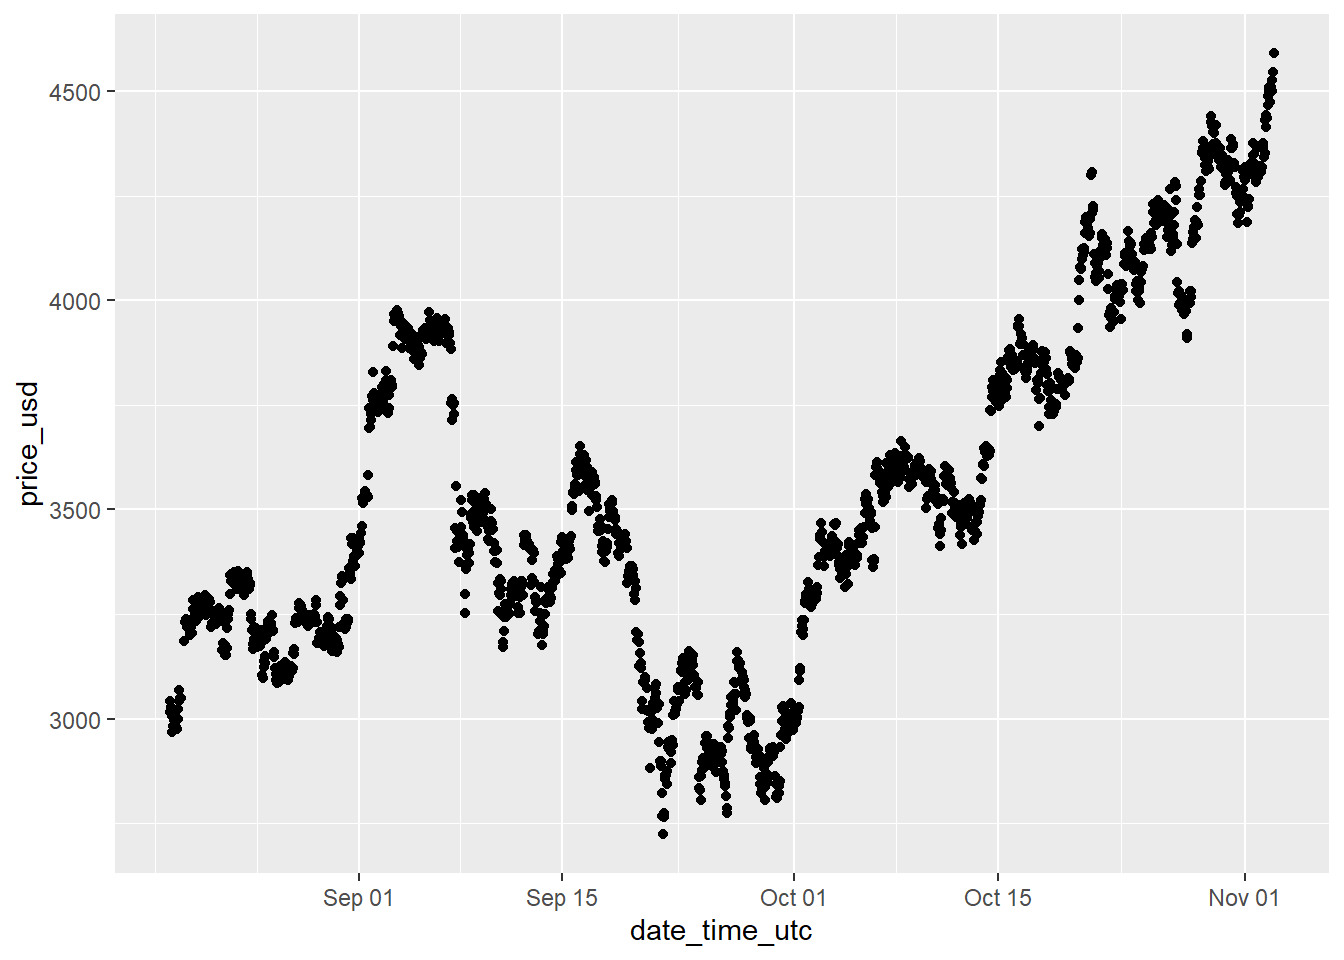 4500
4000
3500
3000
price_usd
Sep 01
Sep 15
Oct 01
Oct 15
Nov 01
date_time_utc